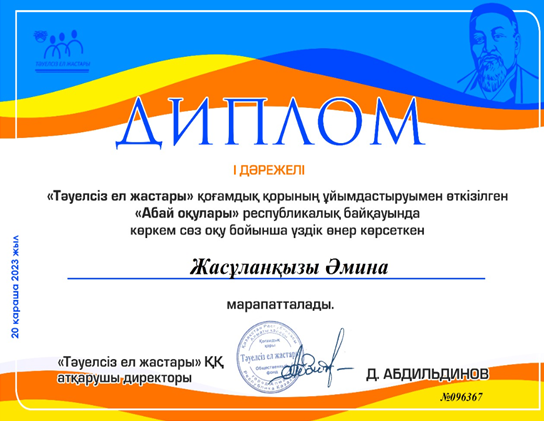 ТӘУЕЛСІЗ ЕЛ ЖАСТАРЫ
ДИПЛОМ
І ДӘРЕЖЕЛІ
«Тәуелсіз ел жастары» қоғамдық қорының ұйымдастыруымен өткізілген
«Абай оқулары» республикалық байқауында
көркем сөз оқу бойынша үздік өнер көрсеткен
Жасұланқызы Әмина
марапатталады.
20 қараша 2023 жыл
«Тәуелсіз ел жастары» ҚҚ
атқарушы директоры
Тәуелсіз ел жастары
Д. АБДИЛЬДИНОВ
№096367